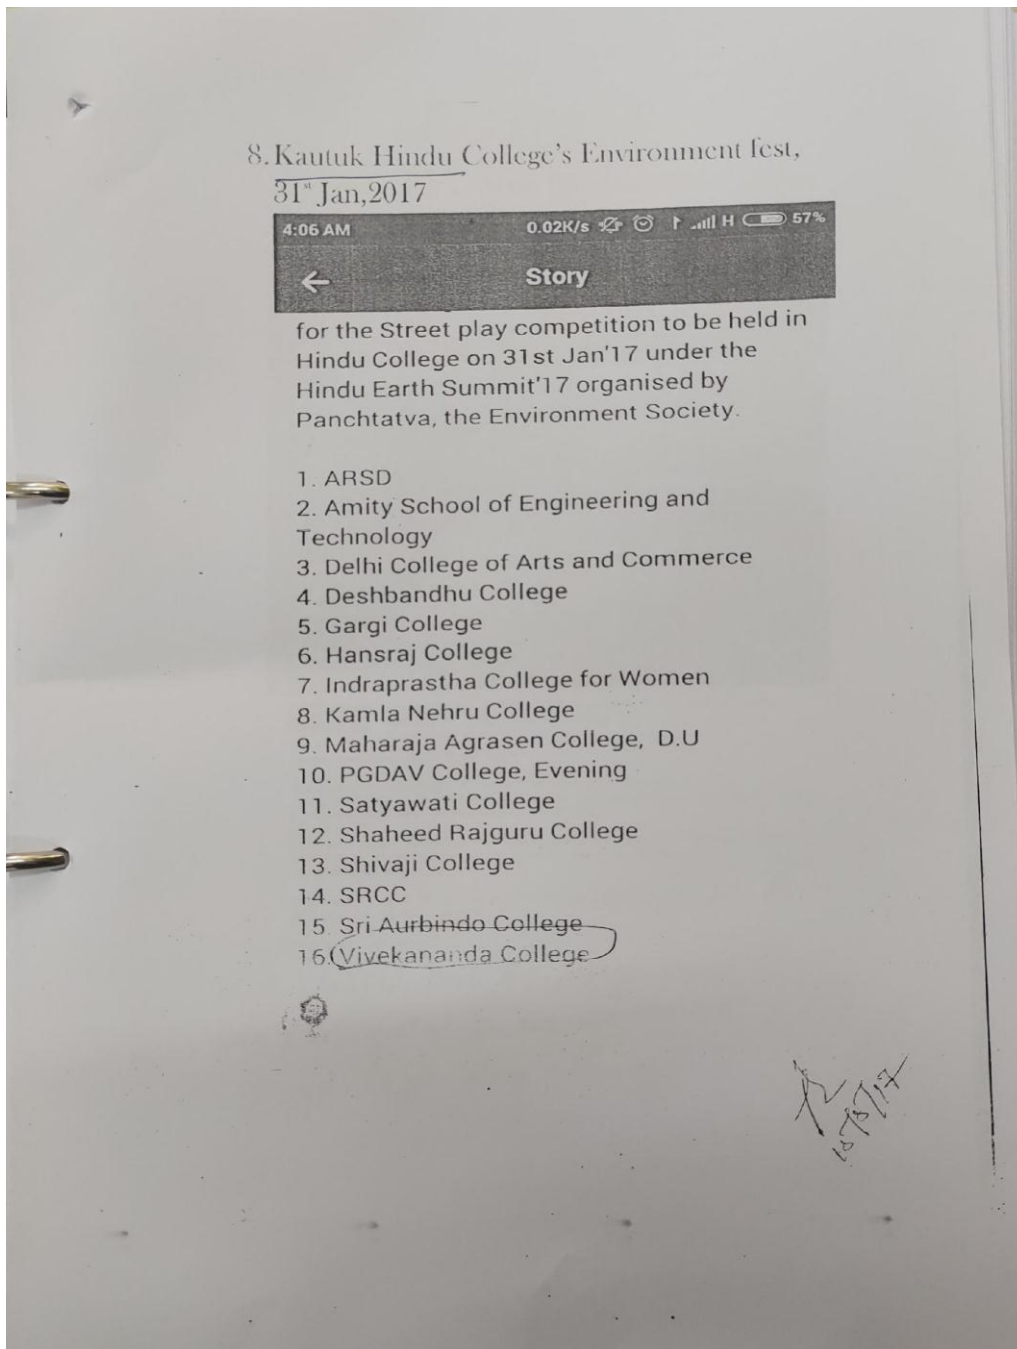 8. Kautuk Hindu College's Environment fest,
31st Jan,2017
4:06 AM 0.02K/s H 57%
Story
for the Street play competition to be held in
Hindu College on 31st Jan'17 under the
Hindu Earth Summit'17 organised by
Panchtatva, the Environment Society.
1. ARSD
2. Amity School of Engineering and
Technology
3. Delhi College of Arts and Commerce
4. Deshbandhu College
5. Gargi College
6. Hansraj College
7. Indraprastha College for Women
8. Kamla Nehru College
9. Maharaja Agrasen College, D.U
10. PGDAV College, Evening
11. Satyawati College
12. Shaheed Rajguru College
13. Shivaji College
14. SRCC
15. Sri Aurbindo College
16. Vivekananda College